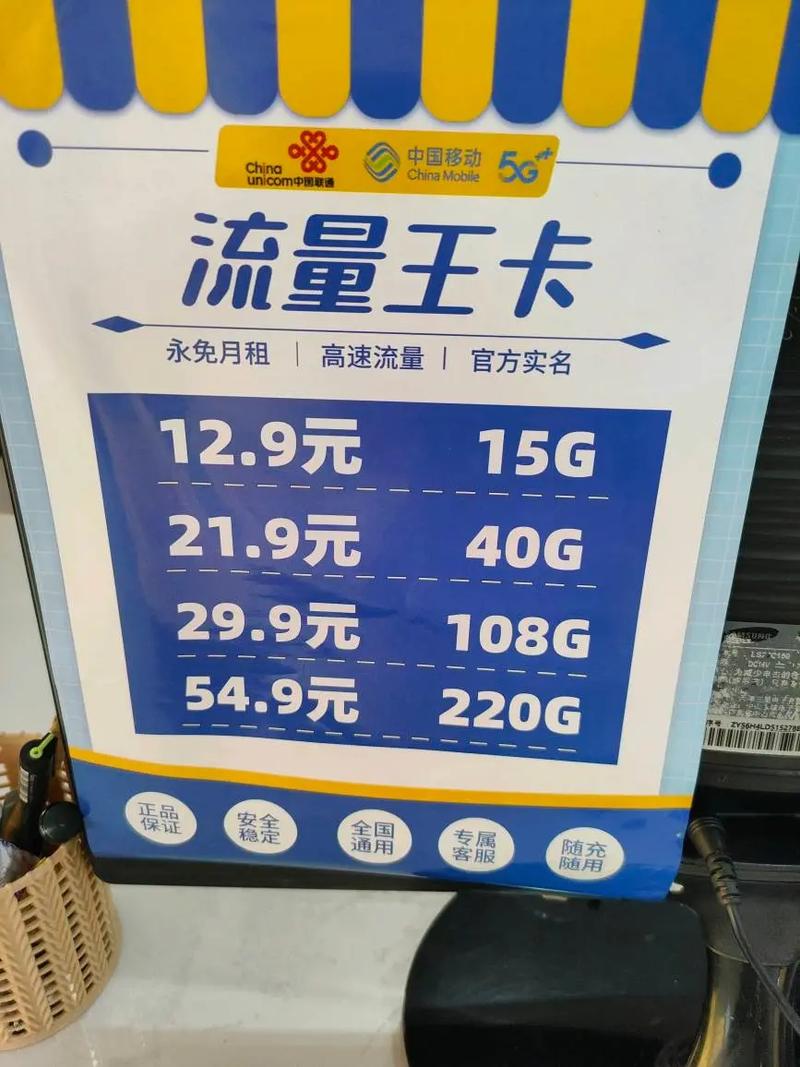 China
unicom中国联通
中国移动
China Mobile
5G++
流量王卡
永免月租 | 高速流量 | 官方实名
12.9元 15G
21.9元 40G
29.9元 108G
54.9元 220G
正品
保证
安全
稳定
全国
通用
专属
客服
随充
随用
SAMSUNG
DC14V